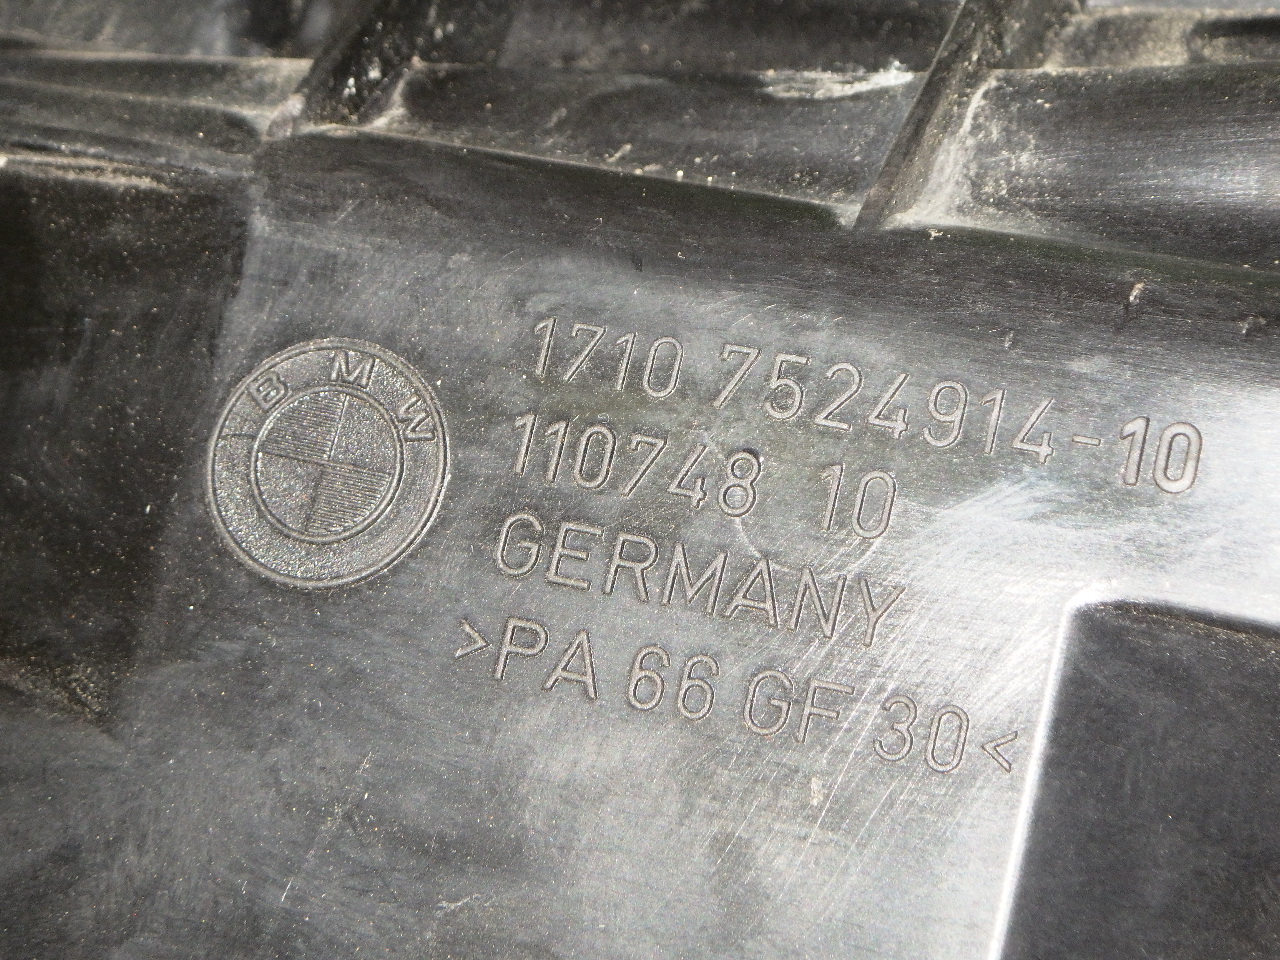 BMW
1710 7524914-10
110748 10
GERMANY
>PA 66 GF 30<